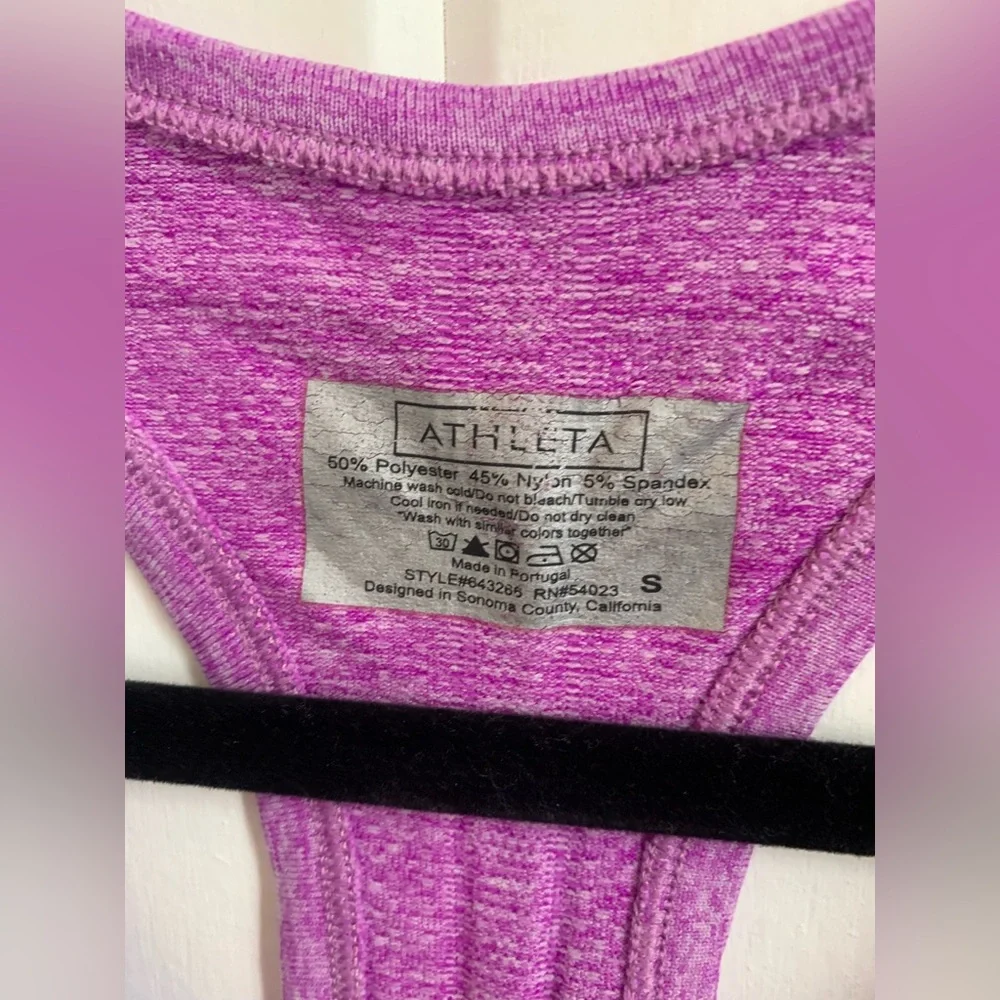 ATHLETA
50% Polyester 45% Nylon 5% Spandex
Machine wash cold/Do not bleach/Tumble dry low
Cool iron if needed/Do not dry clean
"Wash with similar colors together"
30
Made in Portugal
STYLE#643266 RN#54023 S
Designed in Sonoma County, California